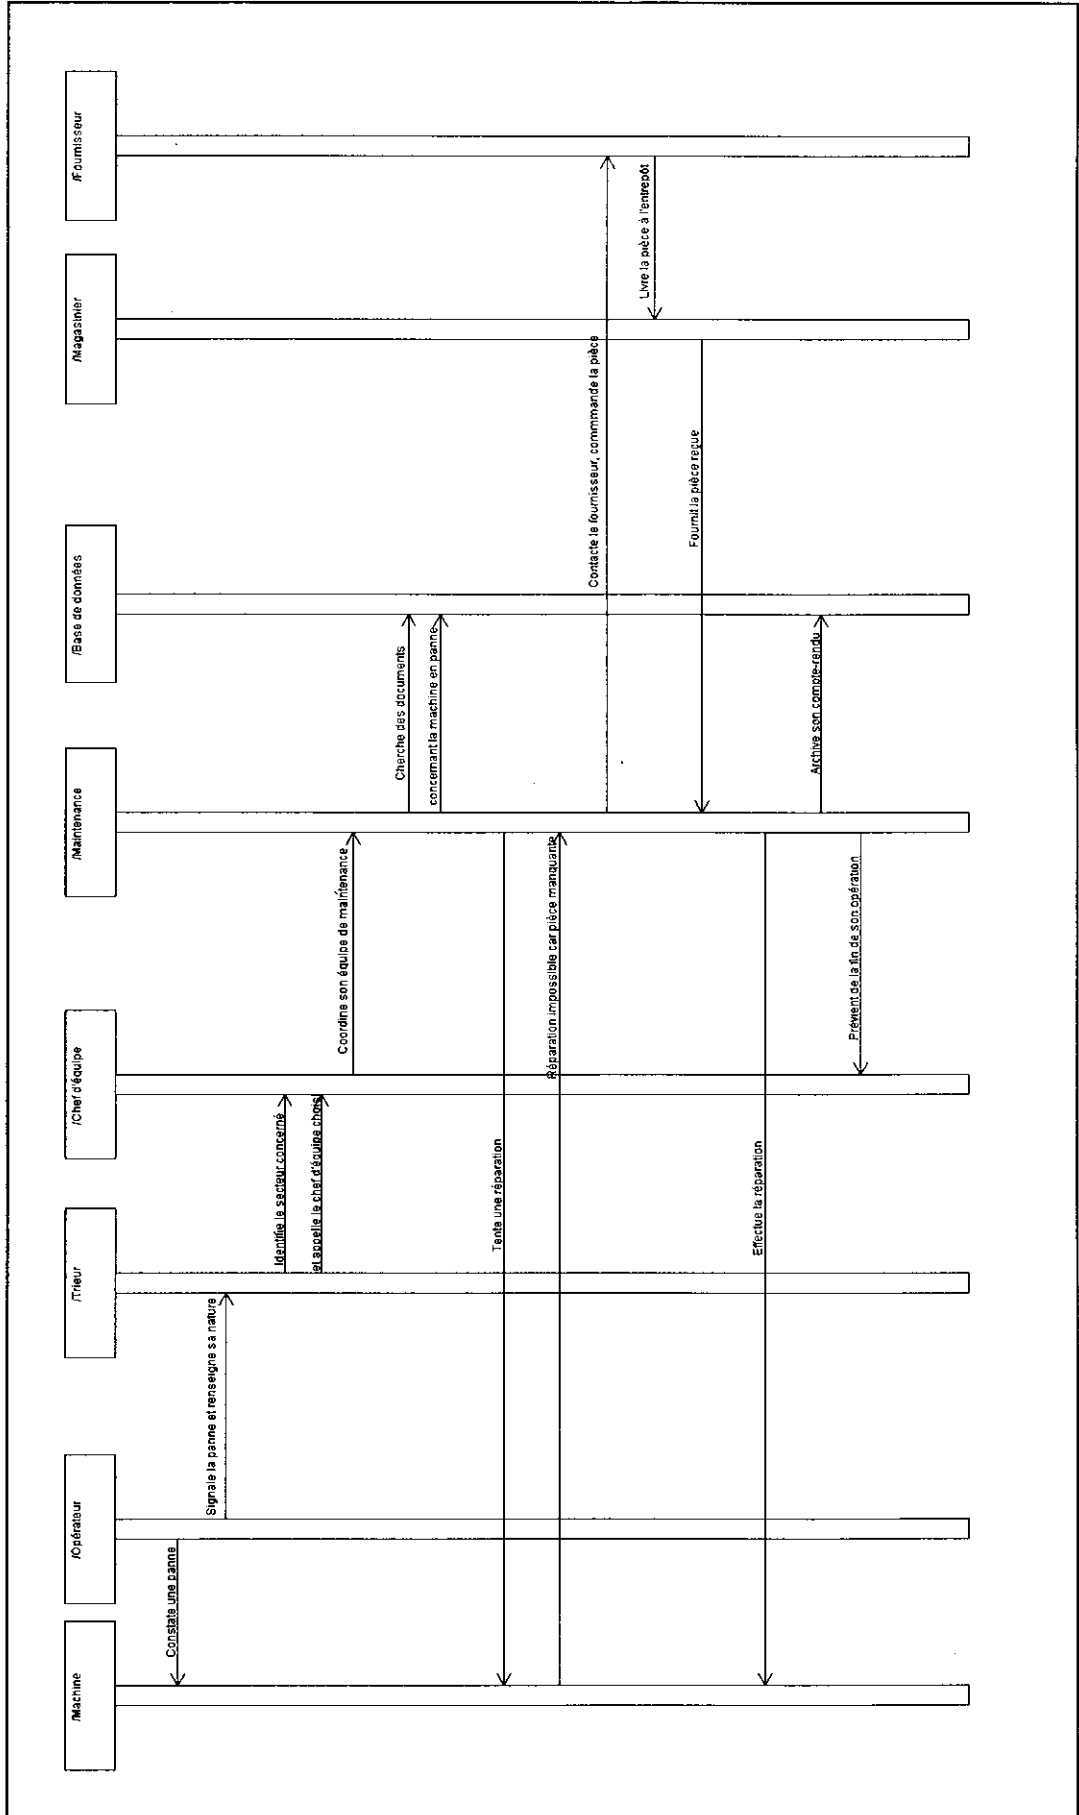 /Machine
/Opérateur
/Trieur
/Chef d'équipe
/Maintenance
/Base de données
/Magasinier
/Fournisseur
Constate une panne
Signale la panne et renseigne sa nature
Identifie le secteur concerné
et appelle le chef d'équipe choisi
Coordine son équipe de maintenance
Cherche des documents
concernant la machine en panne
Tente une réparation
Réparation impossible car pièce manquante
Contacte le fournisseur, commmande la pièce
Livre la pièce à l'entrepôt
Fournit la pièce reçue
Effectue la réparation
Archive son compte-rendu
Prévient de la fin de son opération